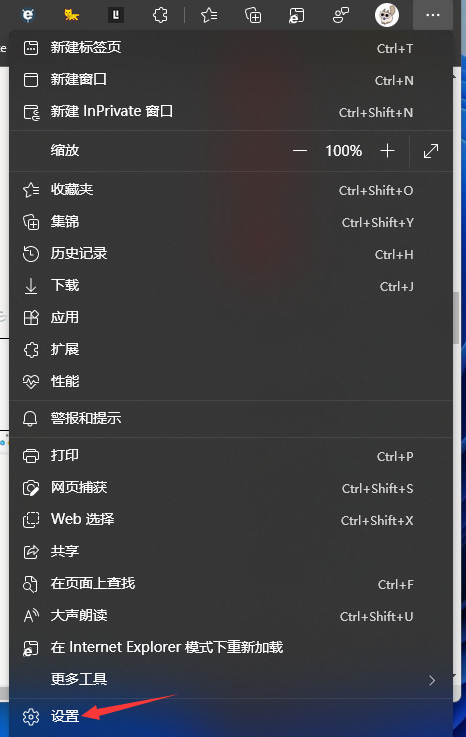 新建标签页 Ctrl+T
新建窗口 Ctrl+N
新建 InPrivate 窗口 Ctrl+Shift+N
缩放 — 100% +
收藏夹 Ctrl+Shift+O
集锦 Ctrl+Shift+Y
历史记录 Ctrl+H
下载 Ctrl+J
应用
扩展
性能
警报和提示
打印 Ctrl+P
网页捕获 Ctrl+Shift+S
Web 选择 Ctrl+Shift+X
共享
在页面上查找 Ctrl+F
大声朗读 Ctrl+Shift+U
在 Internet Explorer 模式下重新加载
更多工具
设置